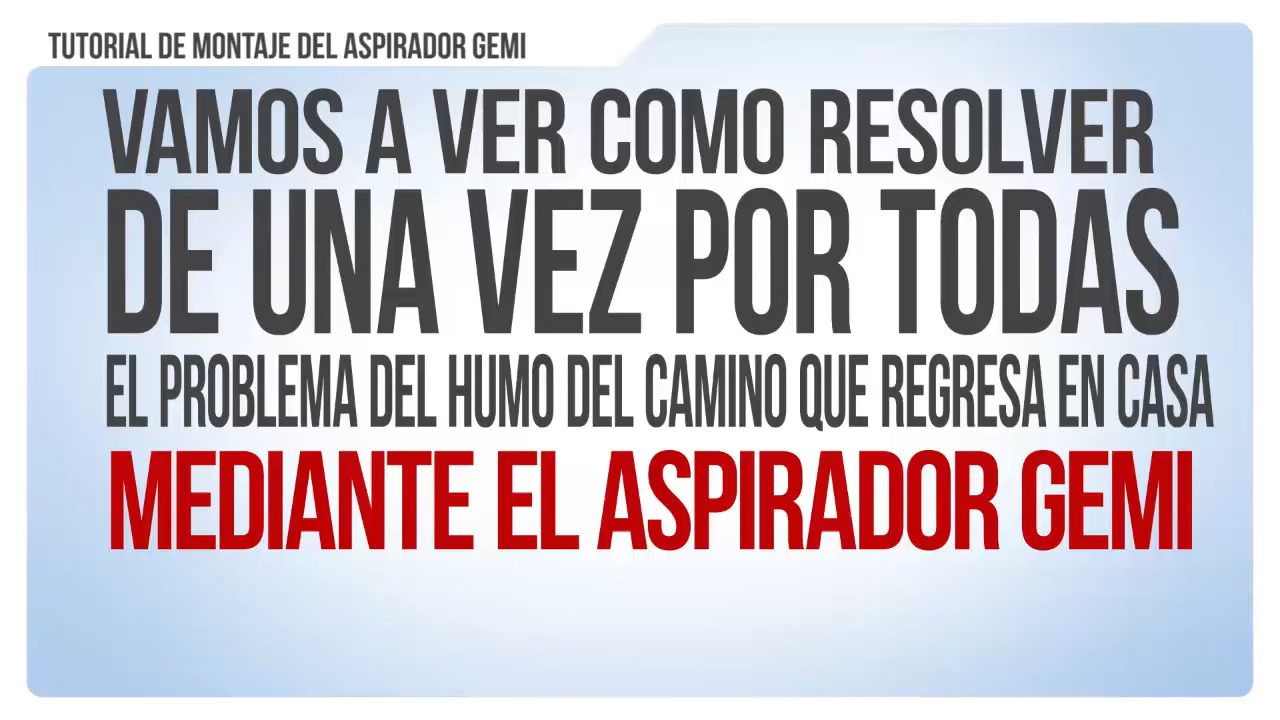 TUTORIAL DE MONTAJE DEL ASPIRADOR GEMI
VAMOS A VER COMO RESOLVER
DE UNA VEZ POR TODAS
EL PROBLEMA DEL HUMO DEL CAMINO QUE REGRESA EN CASA
MEDIANTE EL ASPIRADOR GEMI